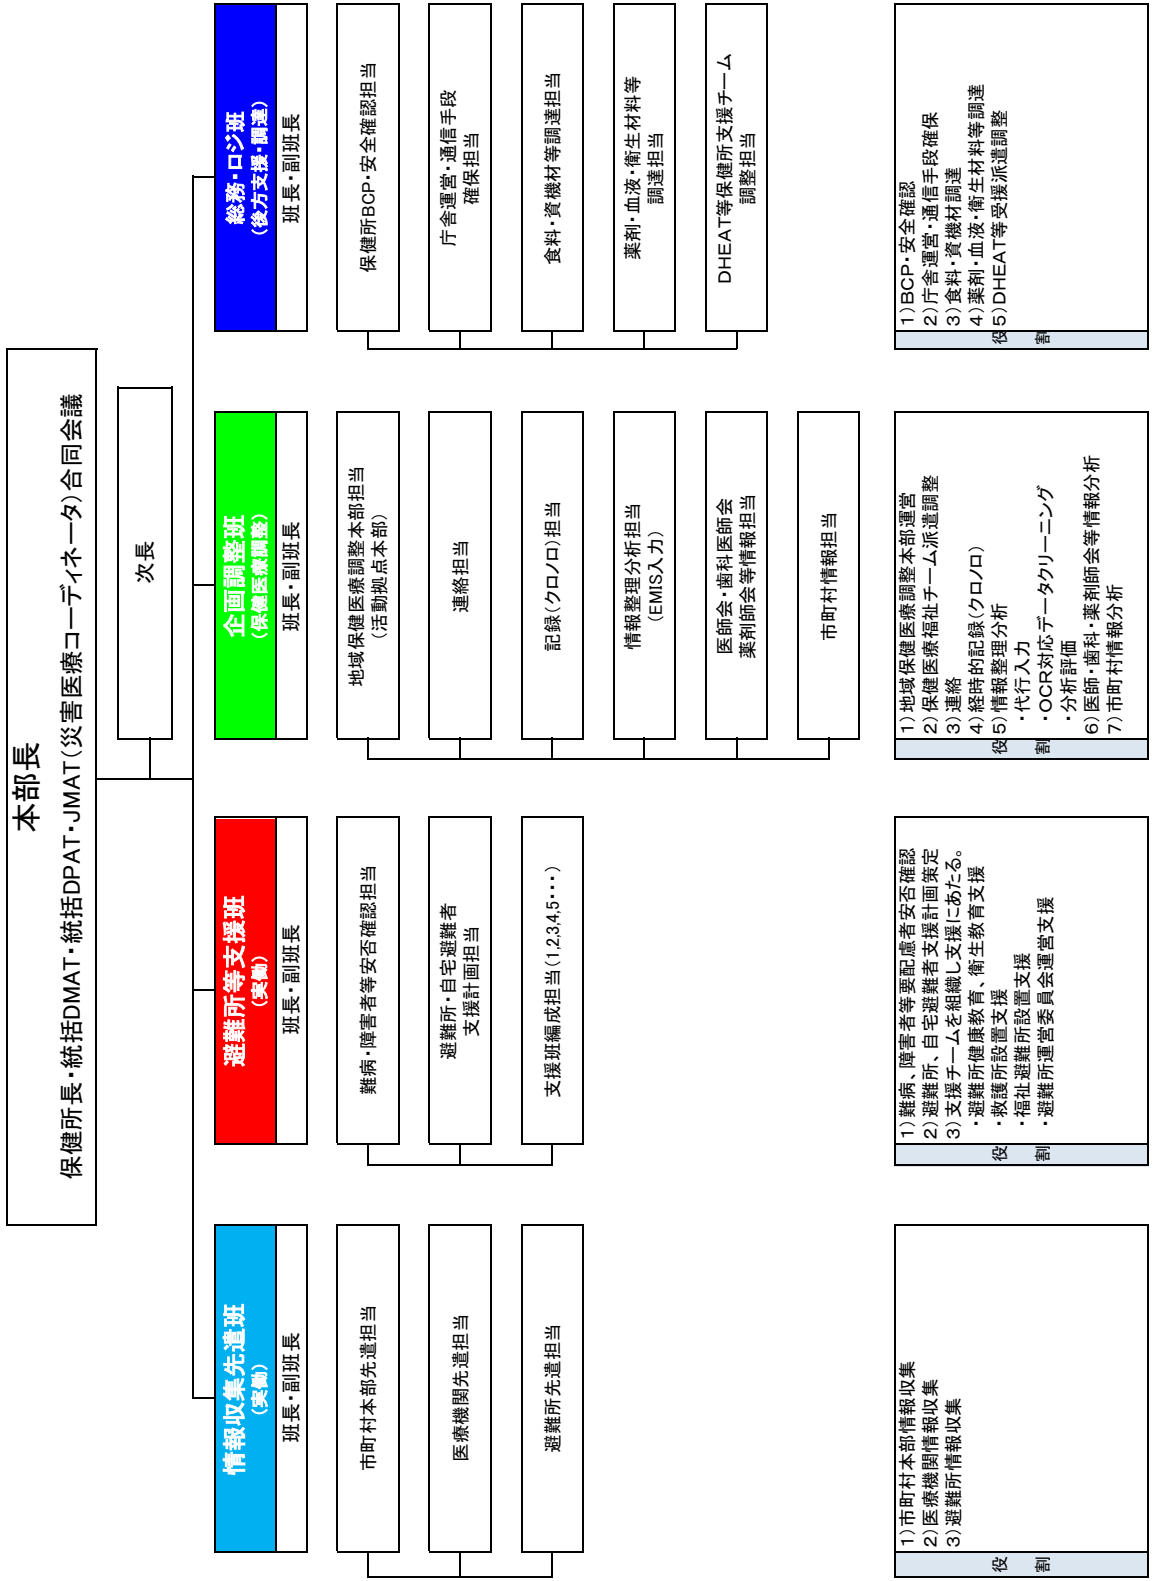 本部長
保健所長・統括DMAT・統括DPAT・JMAT(災害医療コーディネータ)合同会議
次長
情報収集先遣班
(実働)
班長・副班長
市町村本部先遣担当
医療機関先遣担当
避難所先遣担当
役割
1)市町村本部情報収集
2)医療機関情報収集
3)避難所情報収集
避難所等支援班
(実働)
班長・副班長
難病・障害者等安否確認担当
避難所・自宅避難者
支援計画担当
支援班編成担当(1,2,3,4,5・・・)
役割
1)難病、障害者等要配慮者安否確認
2)避難所、自宅避難者支援計画策定
3)支援チームを組織し支援にあたる。
・避難所健康教育、衛生教育支援
・救護所設置支援
・福祉避難所設置支援
・避難所運営委員会運営支援
企画調整班
(保健医療調整)
班長・副班長
地域保健医療調整本部担当
(活動拠点本部)
連絡担当
記録(クロノロ)担当
情報整理分析担当
(EMIS入力)
医師会・歯科医師会
薬剤師会等情報担当
市町村情報担当
役割
1)地域保健医療調整本部運営
2)保健医療福祉チーム派遣調整
3)連絡
4)経時的記録(クロノロ)
5)情報整理分析
・代行入力
・OCR対応データクリーニング
・分析評価
6)医師・歯科・薬剤師会等情報分析
7)市町村情報分析
総務・ロジ班
(後方支援・調達)
班長・副班長
保健所BCP・安全確認担当
庁舎運営・通信手段
確保担当
食料・資機材等調達担当
薬剤・血液・衛生材料等
調達担当
DHEAT等保健所支援チーム
調整担当
役割
1)BCP・安全確認
2)庁舎運営・通信手段確保
3)食料・資機材調達
4)薬剤・血液・衛生材料等調達
5)DHEAT等受援派遣調整